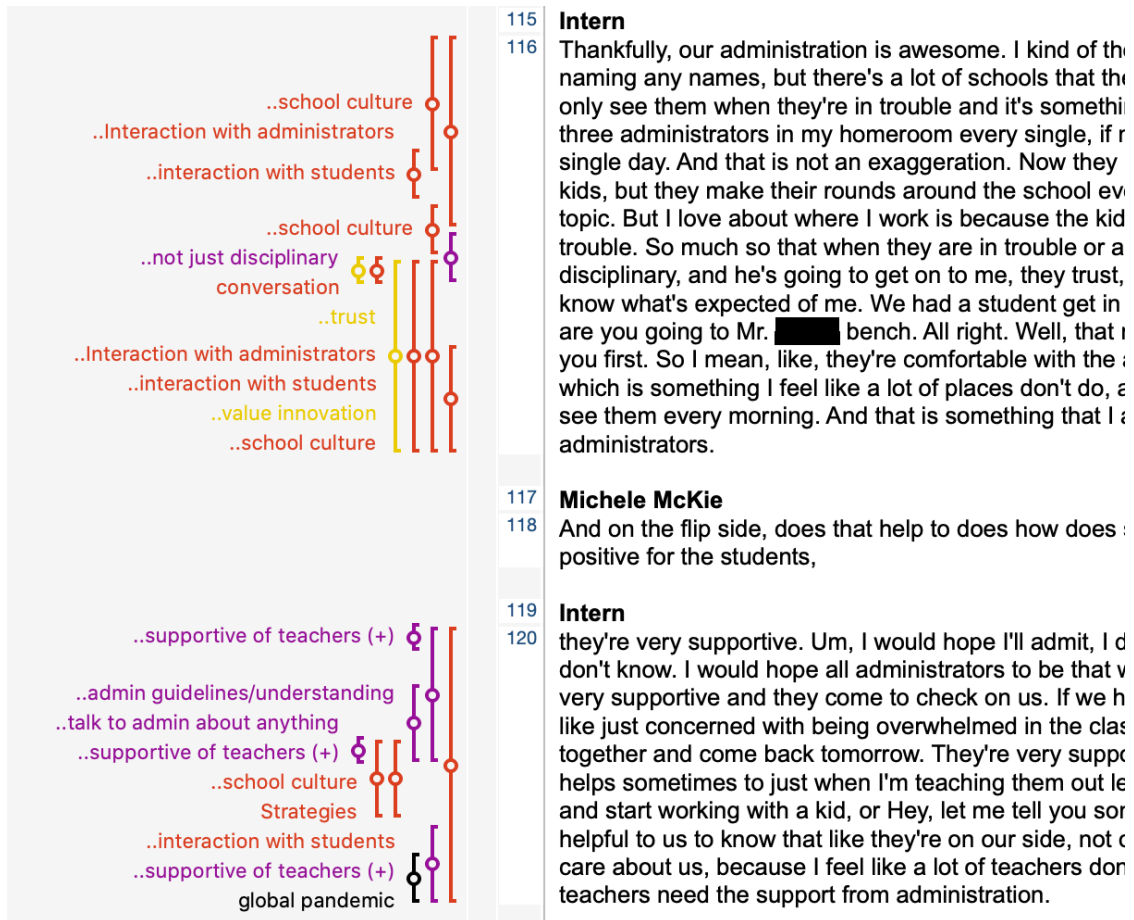 ..school culture
..Interaction with administrators
..interaction with students
..school culture
..not just disciplinary
conversation
..trust
..Interaction with administrators
..interaction with students
..value innovation
..school culture
..supportive of teachers (+)
..admin guidelines/understanding
..talk to admin about anything
..supportive of teachers (+)
..school culture
Strategies
..interaction with students
..supportive of teachers (+)
global pandemic
115 Intern
116 Thankfully, our administration is awesome. I kind of the
naming any names, but there's a lot of schools that the
only see them when they're in trouble and it's somethi
three administrators in my homeroom every single, if
single day. And that is not an exaggeration. Now they
kids, but they make their rounds around the school eve
topic. But I love about where I work is because the kid
trouble. So much so that when they are in trouble or a
disciplinary, and he's going to get on to me, they trust,
know what's expected of me. We had a student get in
are you going to Mr. bench. All right. Well, that
you first. So I mean, like, they're comfortable with the
which is something I feel like a lot of places don't do,
see them every morning. And that is something that I
administrators.
117 Michele McKie
118 And on the flip side, does that help to does how does
positive for the students,
119 Intern
120 they're very supportive. Um, I would hope I'll admit, I d
don't know. I would hope all administrators to be that
very supportive and they come to check on us. If we h
like just concerned with being overwhelmed in the clas
together and come back tomorrow. They're very suppo
helps sometimes to just when I'm teaching them out le
and start working with a kid, or Hey, let me tell you so
helpful to us to know that like they're on our side, not
care about us, because I feel like a lot of teachers don
teachers need the support from administration.